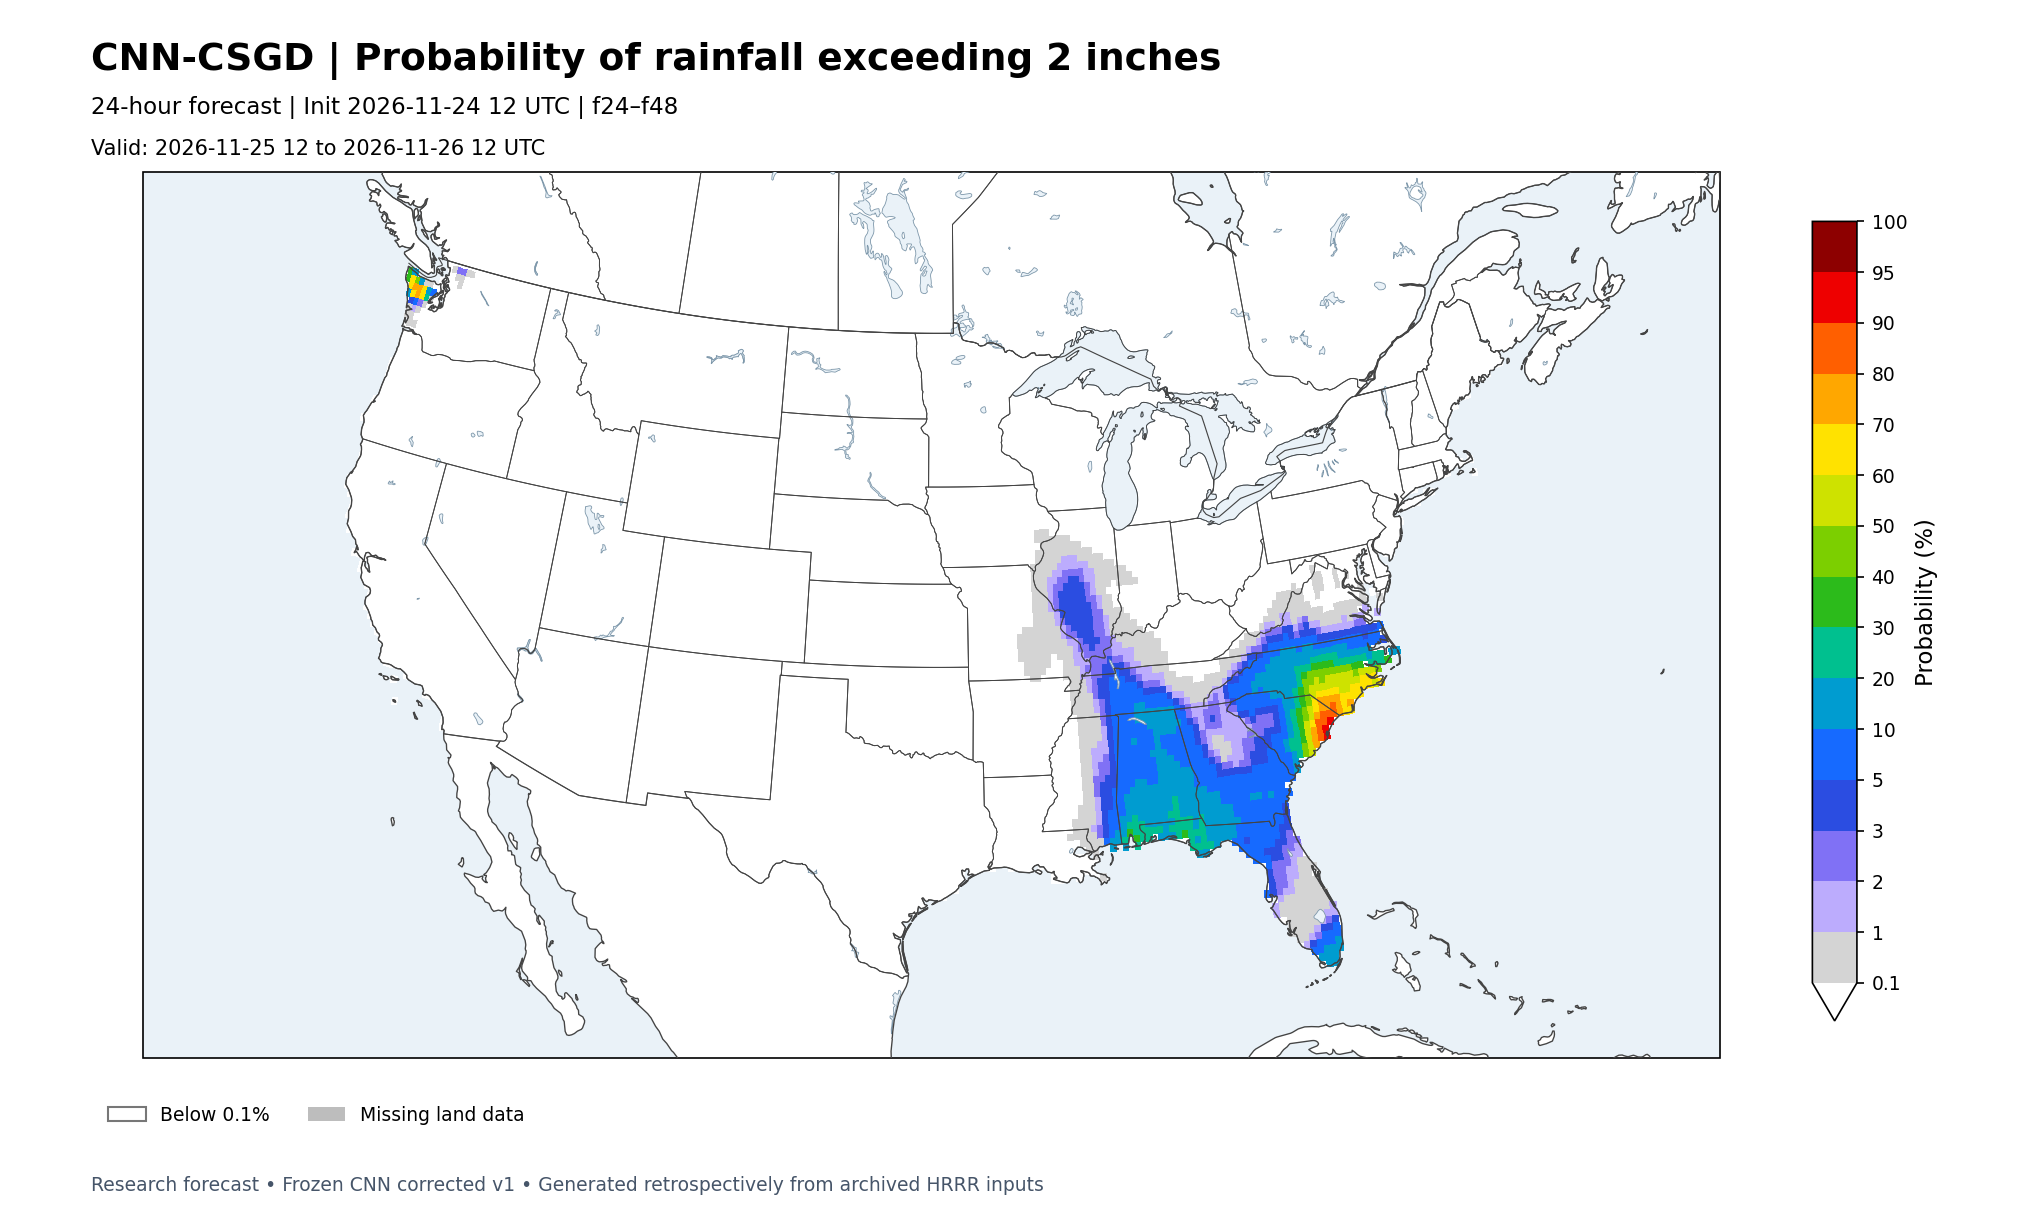 CNN-CSGD | Probability of rainfall exceeding 2 inches
24-hour forecast | Init 2026-11-24 12 UTC | f24–f48
Valid: 2026-11-25 12 to 2026-11-26 12 UTC
100
95
90
80
70
60
50
40
30
20
10
5
3
2
1
0.1
Probability (%)
Below 0.1%
Missing land data
Research forecast • Frozen CNN corrected v1 • Generated retrospectively from archived HRRR inputs